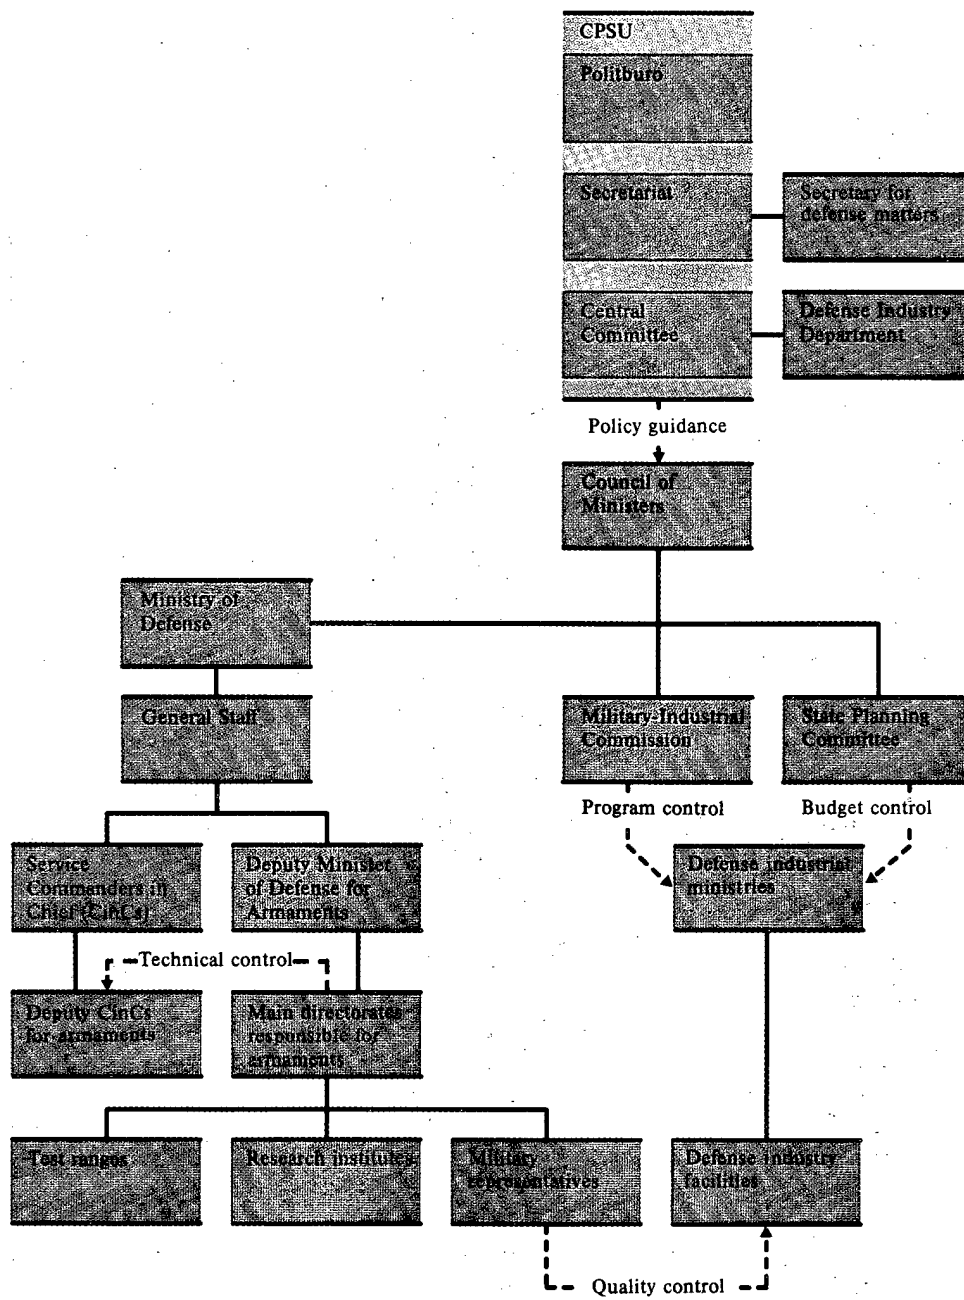 CPSU
Politburo
Secretariat
Secretary for
defense matters
Central
Committee
Defense Industry
Department
Policy guidance
Council of
Ministers
Ministry of
Defense
General Staff
Military-Industrial
Commission
State Planning
Committee
Program control
Budget control
Service
Commanders in
Chief (CinCs)
Deputy Minister
of Defense for
Armaments
Defense industrial
ministries
Technical control
Deputy CinCs
for armaments
Main directorates
responsible for
armaments
Test ranges
Research institutes
Military
representatives
Defense industry
facilities
Quality control